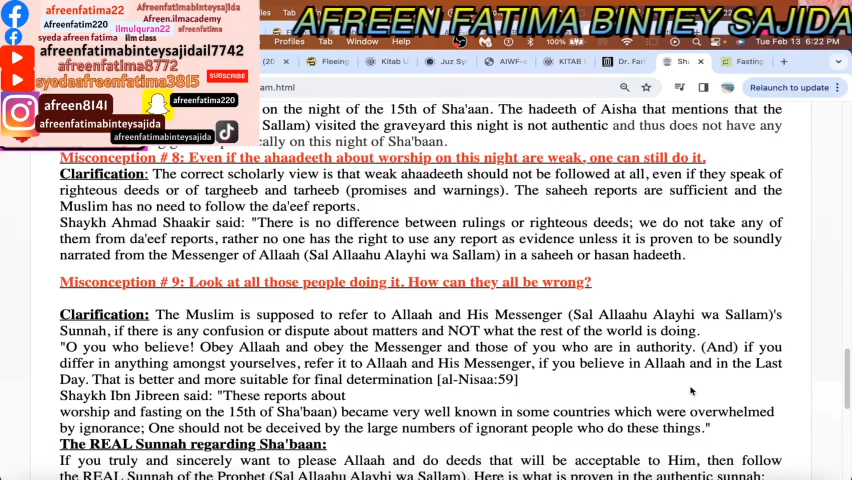 afreenfatima22
Afreenfatimabinteysajida
Afreen.ilmacademy
afreenfatima220
ilmulquran22
afreenfatima
syeda afreen fatima
ilm class
afreenfatimabinteysajidail7742
afreenfatima8772
syedaafreenfatima3815
SUBSCRIBE
afreen8141
afreenfatima220
afreenfatimabinteysajida
afreenfatimabinteysajida
AFREEN FATIMA BINTEY SAJIDA
Profiles Tab Window Help 100% Tue Feb 13 6:22 PM
(20 Fleeing Kitab U Juz Sy AIWF- KITAB Dr. Farl Sha Fasting
am.html Relaunch to update
on the night of the 15th of Sha'aan. The hadeeth of Aisha that mentions that the
Sallam) visited the graveyard this night is not authentic and thus does not have any
cally on this night of Sha'baan.
Misconception # 8: Even if the ahaadeeth about worship on this night are weak, one can still do it.
Clarification: The correct scholarly view is that weak ahaadeeth should not be followed at all, even if they speak of
righteous deeds or of targheeb and tarheeb (promises and warnings). The saheeh reports are sufficient and the
Muslim has no need to follow the da'eef reports.
Shaykh Ahmad Shaakir said: "There is no difference between rulings or righteous deeds; we do not take any of
them from da'eef reports, rather no one has the right to use any report as evidence unless it is proven to be soundly
narrated from the Messenger of Allaah (Sal Allaahu Alayhi wa Sallam) in a saheeh or hasan hadeeth.
Misconception # 9: Look at all those people doing it. How can they all be wrong?
Clarification: The Muslim is supposed to refer to Allaah and His Messenger (Sal Allaahu Alayhi wa Sallam)'s
Sunnah, if there is any confusion or dispute about matters and NOT what the rest of the world is doing.
"O you who believe! Obey Allaah and obey the Messenger and those of you who are in authority. (And) if you
differ in anything amongst yourselves, refer it to Allaah and His Messenger, if you believe in Allaah and in the Last
Day. That is better and more suitable for final determination [al-Nisaa:59]
Shaykh Ibn Jibreen said: "These reports about
worship and fasting on the 15th of Sha'baan) became very well known in some countries which were overwhelmed
by ignorance; One should not be deceived by the large numbers of ignorant people who do these things."
The REAL Sunnah regarding Sha'baan:
If you truly and sincerely want to please Allaah and do deeds that will be acceptable to Him, then follow
the REAL Sunnah of the Prophet (Sal Allaahu Alayhi wa Sallam). Here is what is proven in the authentic sunnah: